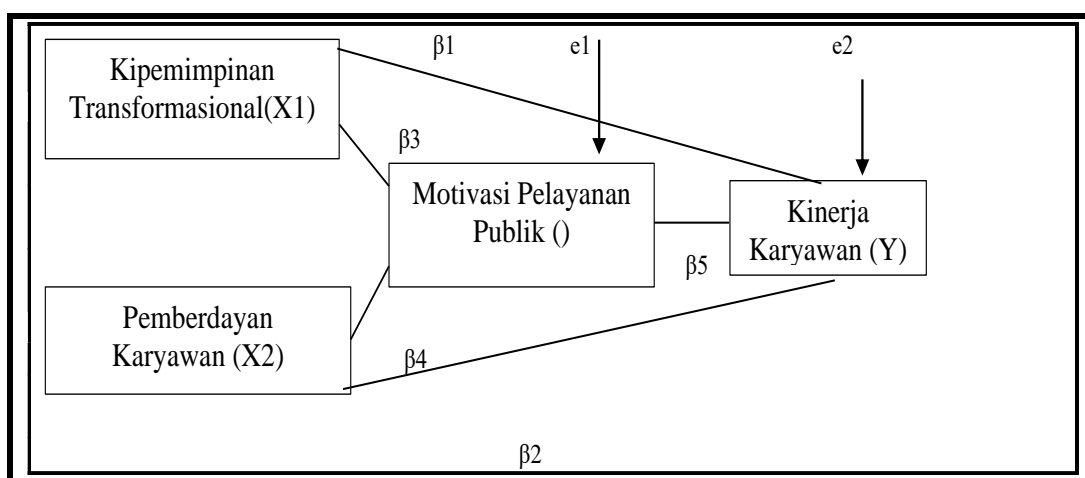 β1
e1
e2
Kipemimpinan
Transformasional(X1)
β3
Motivasi Pelayanan
Publik ()
Kinerja
Karyawan (Y)
β5
Pemberdayan
Karyawan (X2)
β4
β2